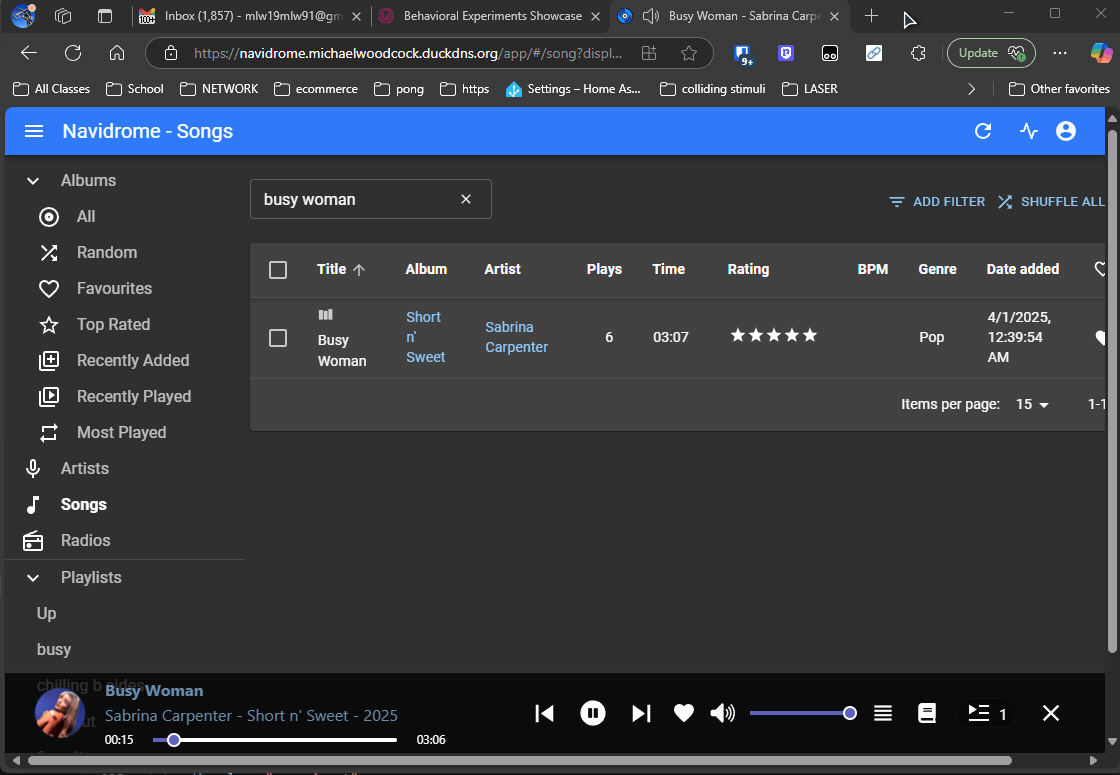 Inbox (1,857) - mlw19mlw91@gm
Behavioral Experiments Showcase
Busy Woman - Sabrina Carpe
https://navidrome.michaelwoodcock.duckdns.org/app/#/song?displ...
9+
Update
All Classes
School
NETWORK
ecommerce
pong
https
Settings – Home As...
colliding stimuli
LASER
Other favorites
Navidrome - Songs
Albums
All
Random
Favourites
Top Rated
Recently Added
Recently Played
Most Played
Artists
Songs
Radios
Playlists
Up
busy
chilling b sides
busy woman
ADD FILTER
SHUFFLE ALL
Title
Album
Artist
Plays
Time
Rating
BPM
Genre
Date added
Busy
Woman
Short
n'
Sweet
Sabrina
Carpenter
6
03:07
Pop
4/1/2025,
12:39:54
AM
Items per page:
15
1-1
Busy Woman
Sabrina Carpenter - Short n' Sweet - 2025
00:15
03:06
1